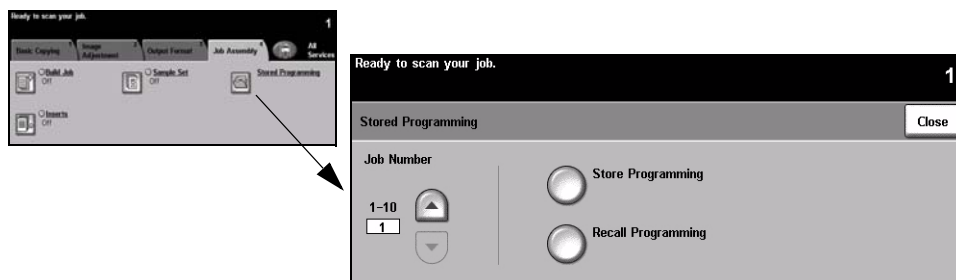 Ready to scan your job.
1
Basic Copying
Image Adjustment
Output Format
Job Assembly
All Services
Build Job
Off
Sample Set
Off
Stored Programming
Inserts
Off
Ready to scan your job.
1
Stored Programming
Close
Job Number
1-10
1
Store Programming
Recall Programming